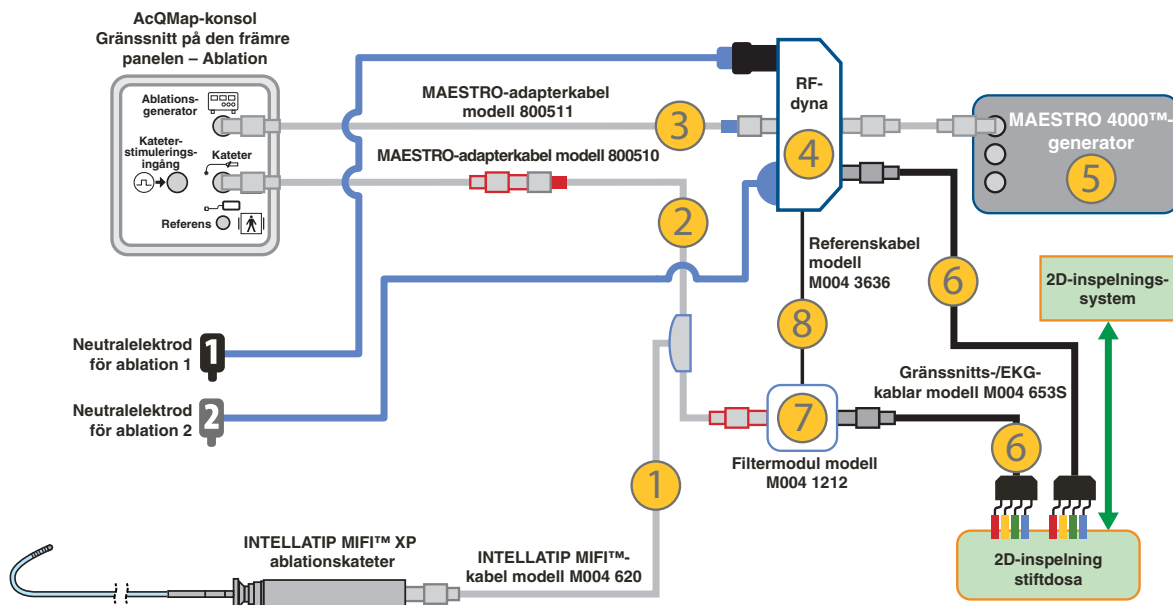 AcQMap-konsol
Gränssnitt på den främre
panelen – Ablation
Ablations-
generator
Kateter-
stimulerings-
ingång
Kateter
Referens
MAESTRO-adapterkabel
modell 800511
3
MAESTRO-adapterkabel modell 800510
2
RF-
dyna
4
MAESTRO 4000™-
generator
5
Referenskabel
modell
M004 3636
6
8
2D-inspelnings-
system
Neutralelektrod
för ablation 1
1
Neutralelektrod
för ablation 2
2
Gränssnitts-/EKG-
kablar modell M004 653S
7
6
Filtermodul modell
M004 1212
1
INTELLATIP MIFI™ XP
ablationskateter
INTELLATIP MIFI™-
kabel modell M004 620
2D-inspelning
stiftdosa